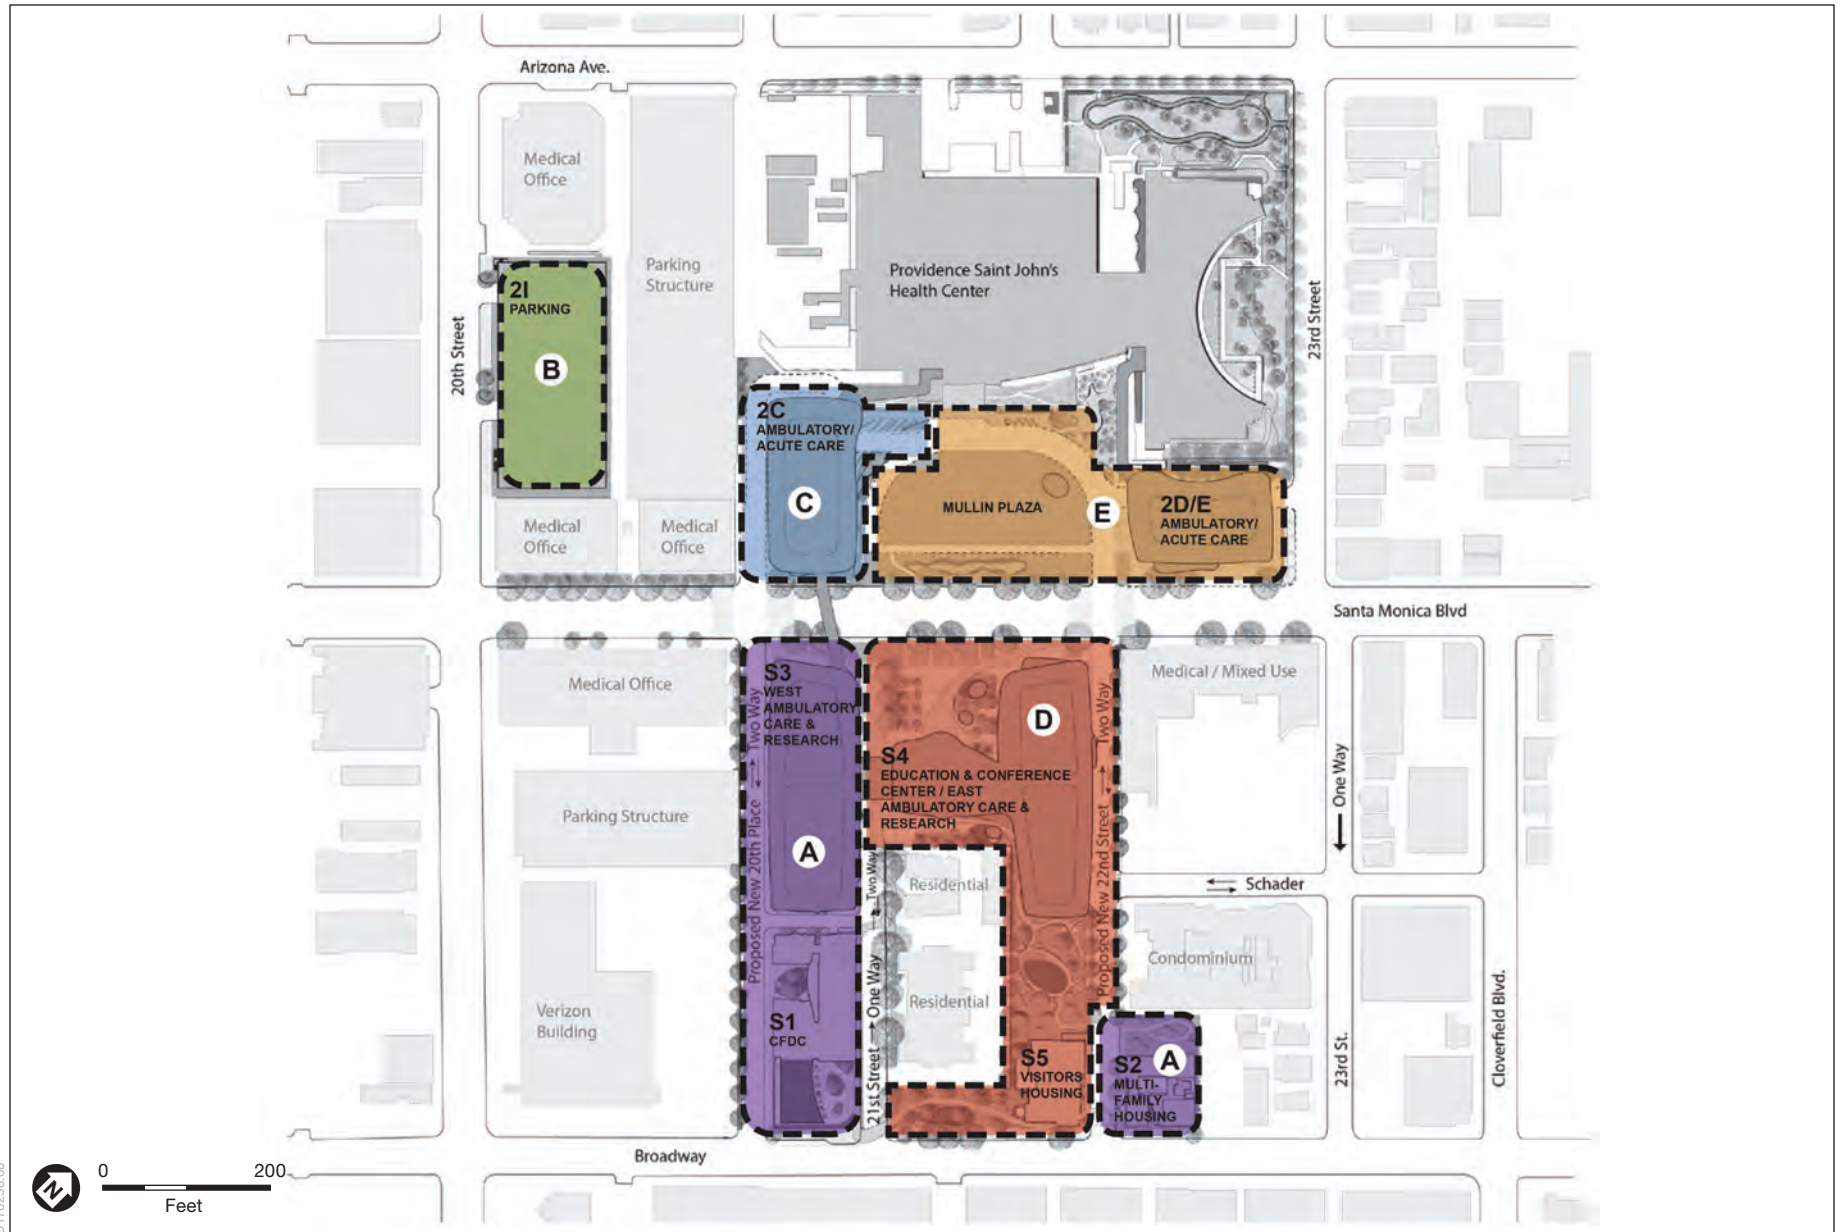 Arizona Ave.
Medical
Office
Parking
Structure
Providence Saint John's
Health Center
20th Street
23rd Street
2I
PARKING
B
2C
AMBULATORY/
ACUTE CARE
C
MULLIN PLAZA
E
2D/E
AMBULATORY/
ACUTE CARE
Medical
Office
Medical
Office
Santa Monica Blvd
Medical Office
S3
WEST
AMBULATORY
CARE &
RESEARCH
Two Way
Proposed New 20th Place
A
D
S4
EDUCATION & CONFERENCE
CENTER / EAST
AMBULATORY CARE &
RESEARCH
Two Way
Proposed New 22nd Street
Medical / Mixed Use
One Way
Parking Structure
Two Way
Residential
Schader
Condominium
Verizon
Building
S1
CFDC
One Way
21st Street
Residential
S5
VISITORS
HOUSING
S2
A
MULTI-
FAMILY
HOUSING
23rd St.
Cloverfield Blvd.
Broadway
N
0 200
Feet